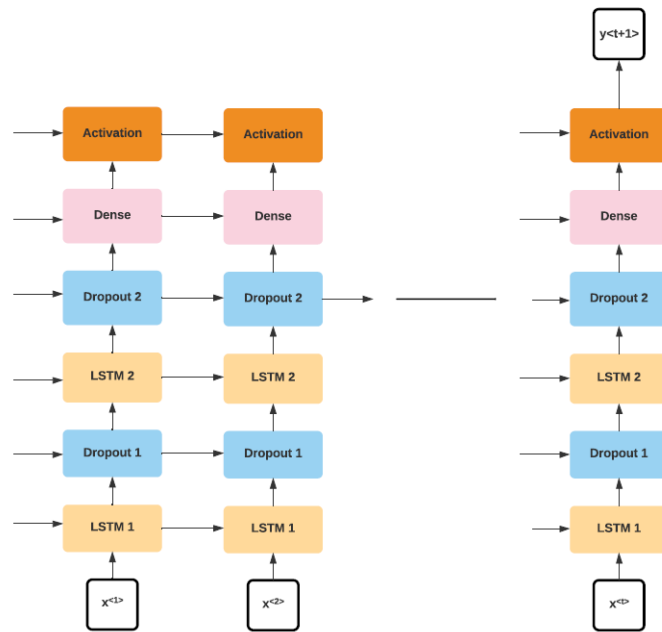 y<t+1>
Activation
Activation
Activation
Dense
Dense
Dense
Dropout 2
Dropout 2
Dropout 2
LSTM 2
LSTM 2
LSTM 2
Dropout 1
Dropout 1
Dropout 1
LSTM 1
LSTM 1
LSTM 1
x<1>
x<2>
x<t>